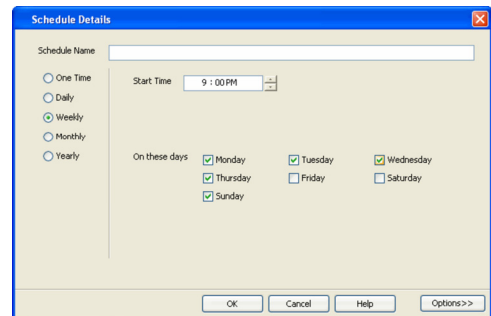 Schedule Details
Schedule Name
One Time
Start Time 9 : 00 PM
Daily
Weekly
Monthly
Yearly
On these days Monday Tuesday Wednesday
Thursday Friday Saturday
Sunday
OK Cancel Help Options>>